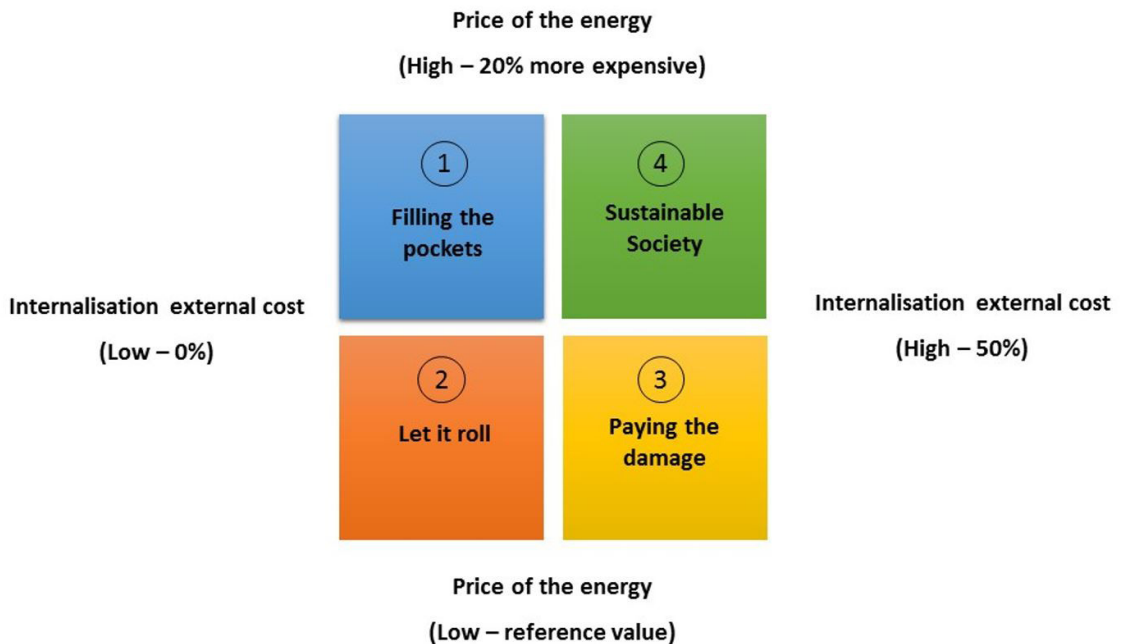 Price of the energy
(High – 20% more expensive)
1
Filling the
pockets
4
Sustainable
Society
Internalisation external cost
(Low – 0%)
Internalisation external cost
(High – 50%)
2
Let it roll
3
Paying the
damage
Price of the energy
(Low – reference value)